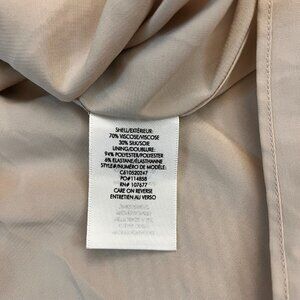 SHELL/EXTÉRIEUR:
70% VISCOSE/VISCOSE
30% SILK/SOIE
LINING/DOUBLURE:
94% POLYESTER/POLYESTER
6% ELASTANE/ÉLASTHANNE
STYLE/NUMÉRO DE MODÈLE:
C610520247
PO#114858
RN# 107677
CARE ON REVERSE
ENTRETIEN AU VERSO